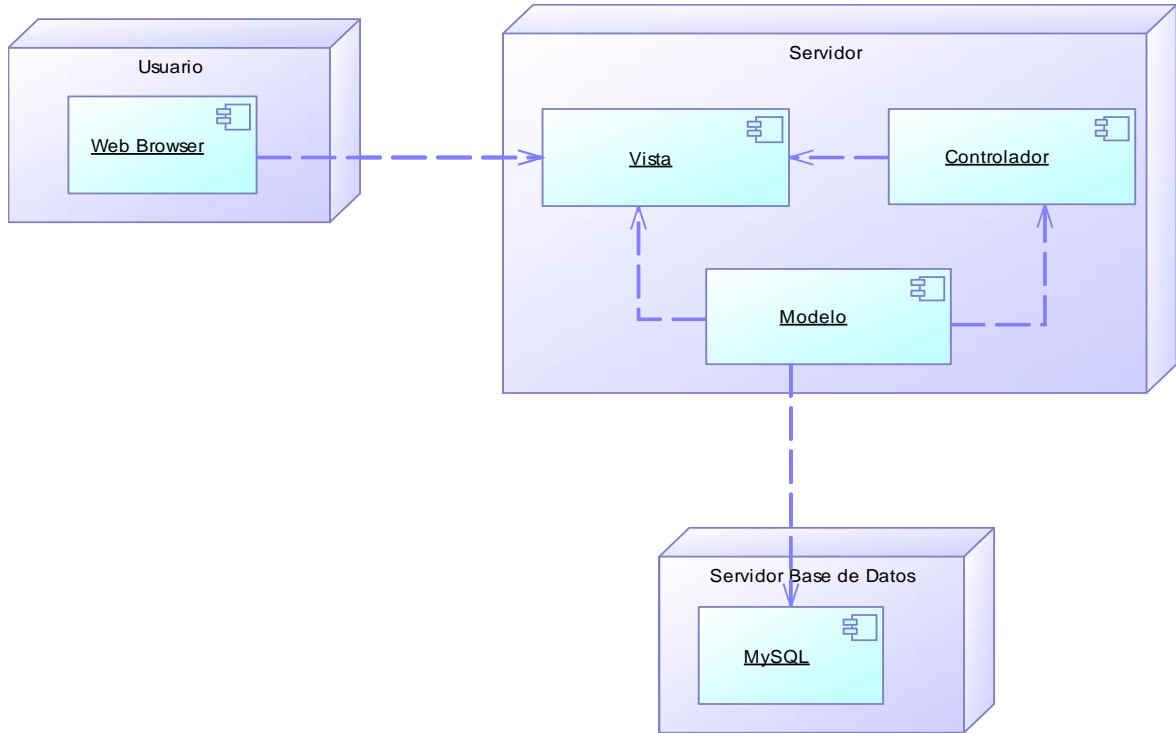 Usuario
Web Browser
Servidor
Vista
Controlador
Modelo
Servidor Base de Datos
MySQL